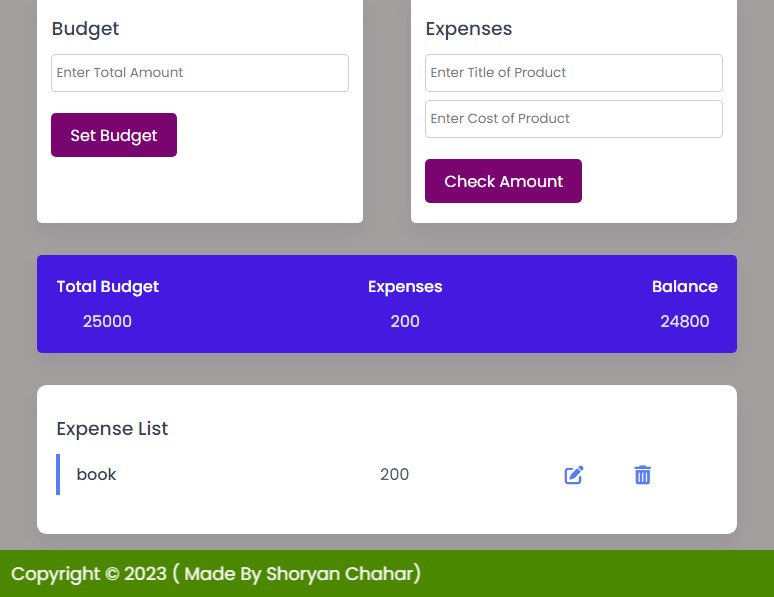 Budget
Enter Total Amount
Set Budget
Expenses
Enter Title of Product
Enter Cost of Product
Check Amount
Total Budget Expenses Balance
25000 200 24800
Expense List
book 200
Copyright © 2023 ( Made By Shoryan Chahar)